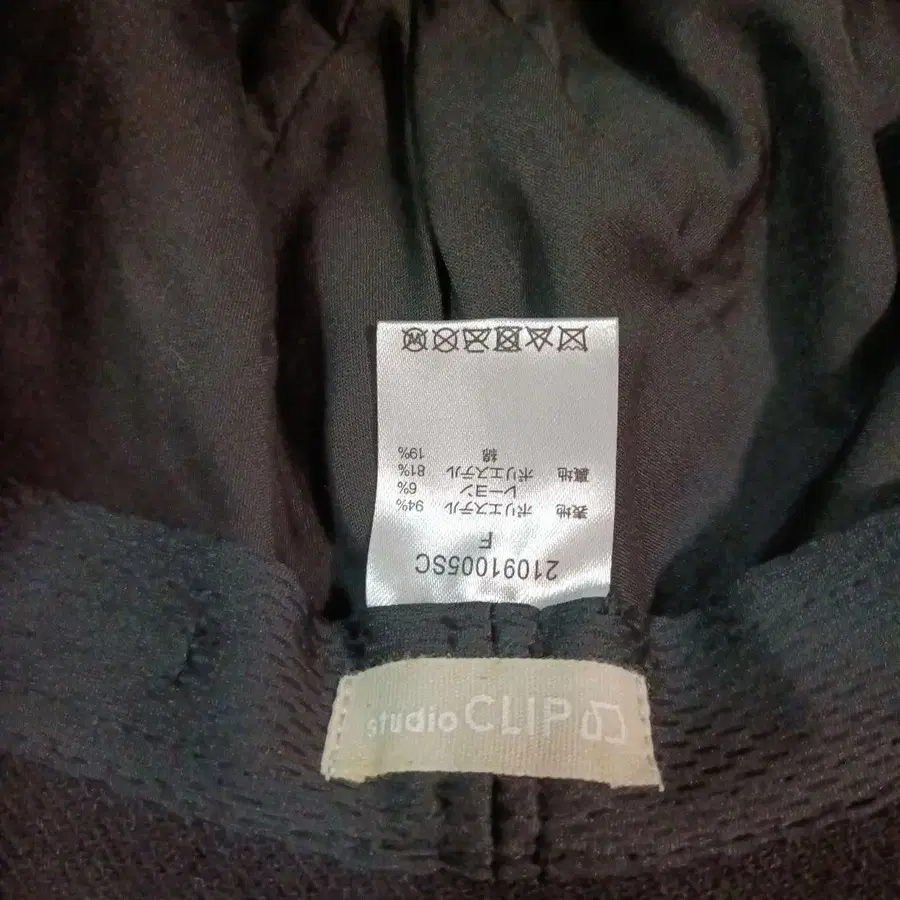 21091005SC
F
表地 ポリエステル 94%
レーヨン 6%
裏地 ポリエステル 81%
綿 19%
studio CLIP